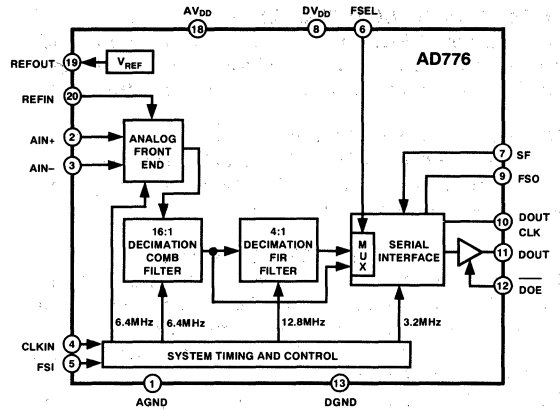 AVDD
DVDD
FSEL
18
8
6
AD776
REFOUT
19
VREF
REFIN
20
AIN+
2
AIN–
3
ANALOG
FRONT
END
7
SF
9
FSO
10
DOUT
CLK
11
DOUT
12
DOE
16:1
DECIMATION
COMB
FILTER
4:1
DECIMATION
FIR
FILTER
MUX
SERIAL
INTERFACE
6.4MHz
6.4MHz
12.8MHz
3.2MHz
CLKIN
4
FSI
5
SYSTEM TIMING AND CONTROL
1
13
AGND
DGND